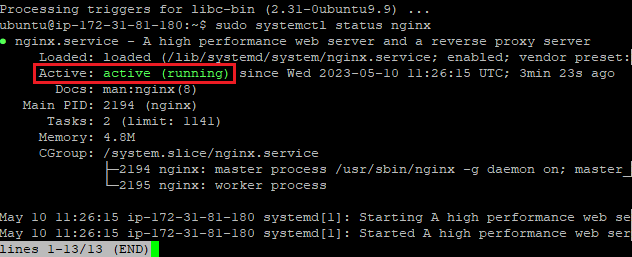 Processing triggers for libc-bin (2.31-0ubuntu9.9) ...
ubuntu@ip-172-31-81-180:~$ sudo systemctl status nginx
● nginx.service - A high performance web server and a reverse proxy server
Loaded: loaded (/lib/systemd/system/nginx.service; enabled; vendor preset:
Active: active (running) since Wed 2023-05-10 11:26:15 UTC; 3min 23s ago
Docs: man:nginx(8)
Main PID: 2194 (nginx)
Tasks: 2 (limit: 1141)
Memory: 4.8M
CGroup: /system.slice/nginx.service
├─2194 nginx: master process /usr/sbin/nginx -g daemon on; master_
└─2195 nginx: worker process
May 10 11:26:15 ip-172-31-81-180 systemd[1]: Starting A high performance web se
May 10 11:26:15 ip-172-31-81-180 systemd[1]: Started A high performance web ser
lines 1-13/13 (END)